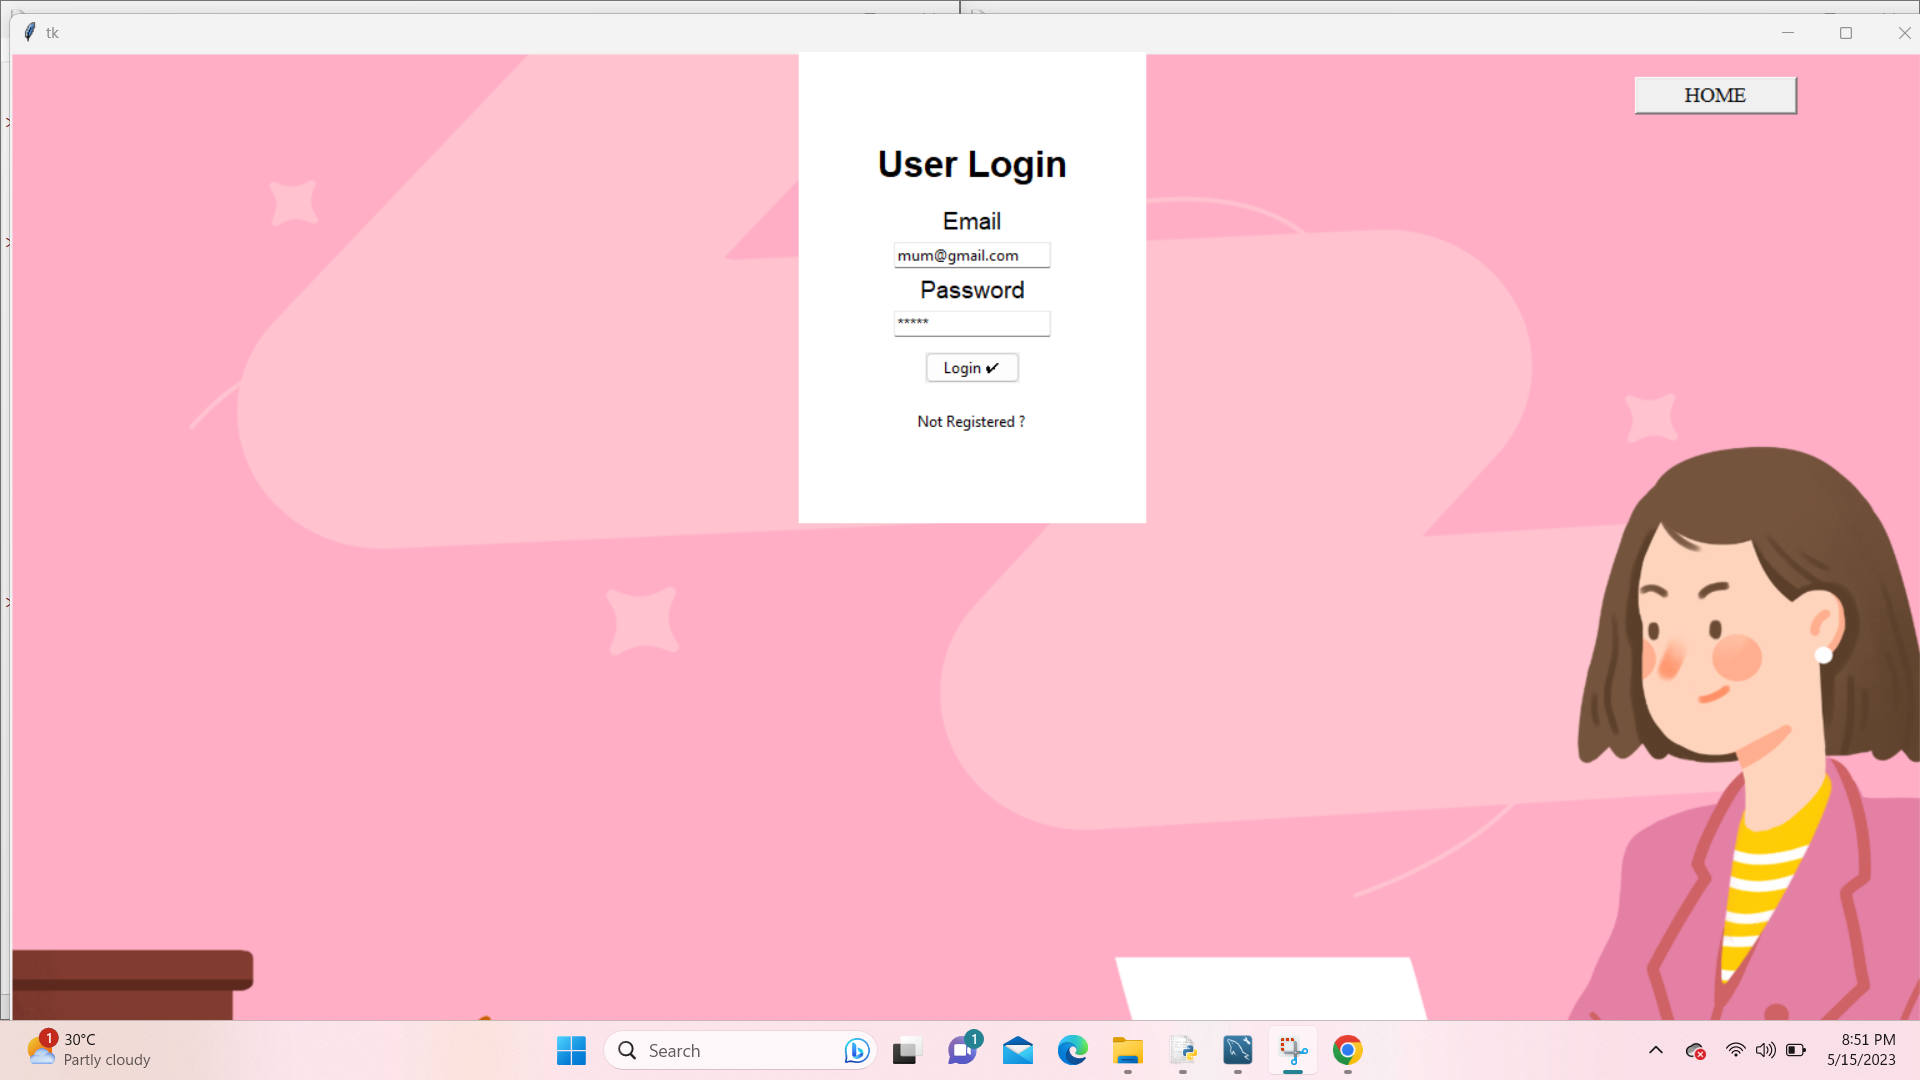 tk
HOME
User Login
Email
mum@gmail.com
Password
*****
Login ✔
Not Registered ?
1
30°C
Partly cloudy
Search
1
8:51 PM
5/15/2023